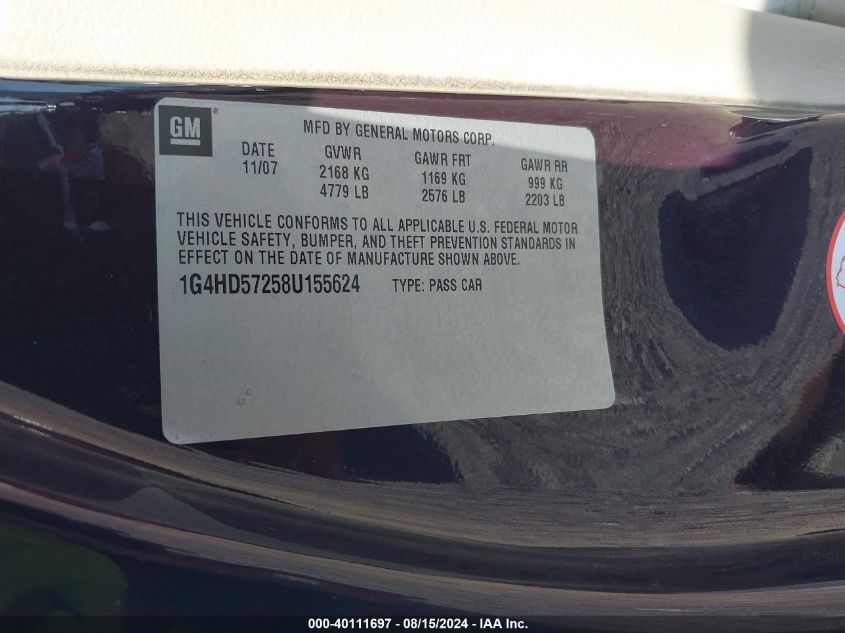 GM
MFD BY GENERAL MOTORS CORP.
DATE GVWR GAWR FRT GAWR RR
11/07 2168 KG 1169 KG 999 KG
4779 LB 2576 LB 2203 LB
THIS VEHICLE CONFORMS TO ALL APPLICABLE U.S. FEDERAL MOTOR
VEHICLE SAFETY, BUMPER, AND THEFT PREVENTION STANDARDS IN
EFFECT ON THE DATE OF MANUFACTURE SHOWN ABOVE.
1G4HD57258U155624 TYPE: PASS CAR
000-40111697 - 08/15/2024 - IAA Inc.